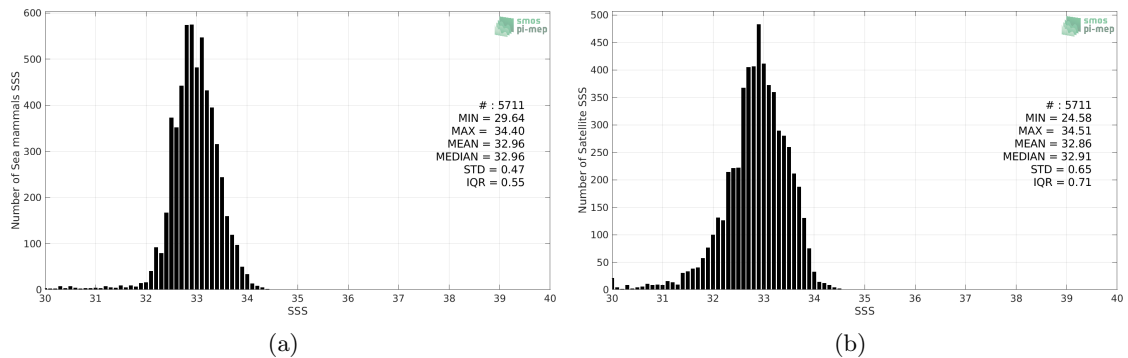 smos
pi-mep
Number of Sea mammals SSS
600
500
400
300
200
100
0
# : 5711
MIN = 29.64
MAX = 34.40
MEAN = 32.96
MEDIAN = 32.96
STD = 0.47
IQR = 0.55
30 31 32 33 34 35 36 37 38 39 40
SSS
(a)
smos
pi-mep
Number of Satellite SSS
500
450
400
350
300
250
200
150
100
50
0
# : 5711
MIN = 24.58
MAX = 34.51
MEAN = 32.86
MEDIAN = 32.91
STD = 0.65
IQR = 0.71
30 31 32 33 34 35 36 37 38 39 40
SSS
(b)